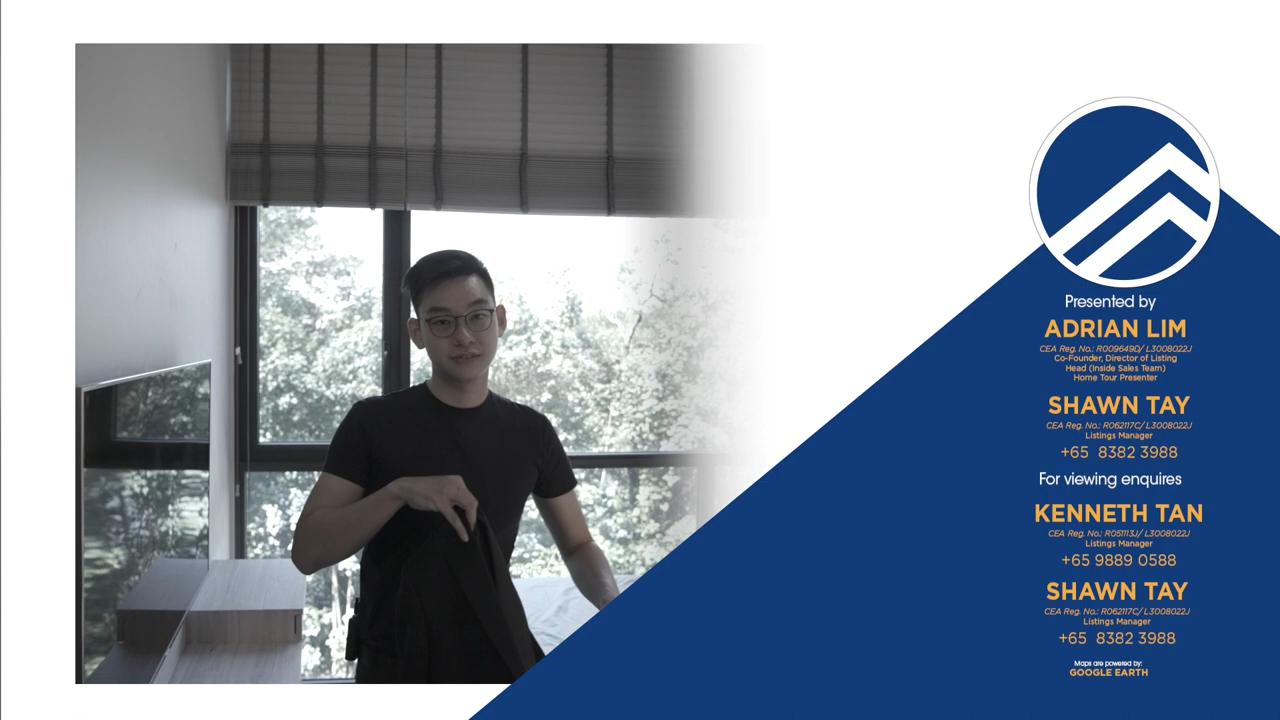 Presented by
ADRIAN LIM
CEA Reg. No.: R009649D/ L3008022J
Co-Founder, Director of Listing
Head (Inside Sales Team)
Home Tour Presenter
SHAWN TAY
CEA Reg. No.: R062117C/ L3008022J
Listings Manager
+65 8382 3988
For viewing enquires
KENNETH TAN
CEA Reg. No.: R051113J/ L3008022J
Listings Manager
+65 9889 0588
SHAWN TAY
CEA Reg. No.: R062117C/ L3008022J
Listings Manager
+65 8382 3988
Maps are powered by:
GOOGLE EARTH